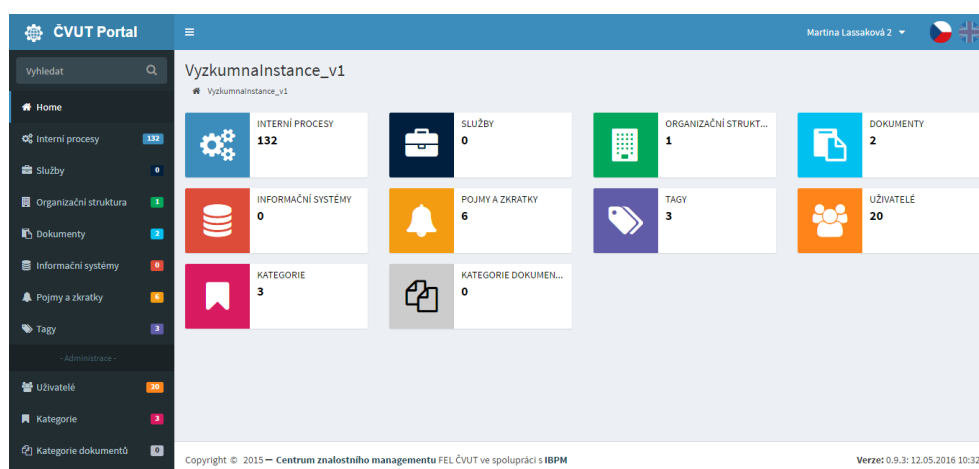 ČVUT Portal
Martina Lassaková 2
Vyhledat
VyzkumnaInstance_v1
VyzkumnaInstance_v1
Home
Interní procesy 132
Služby 0
Organizační struktura 1
Dokumenty 2
Informační systémy 0
Pojmy a zkratky 6
Tagy 3
- Administrace -
Uživatelé 20
Kategorie 3
Kategorie dokumentů 0
INTERNÍ PROCESY
132
SLUŽBY
0
ORGANIZAČNÍ STRUKT...
1
DOKUMENTY
2
INFORMAČNÍ SYSTÉMY
0
POJMY A ZKRATKY
6
TAGY
3
UŽIVATELÉ
20
KATEGORIE
3
KATEGORIE DOKUMEN...
0
Copyright © 2015 — Centrum znalostního managementu FEL ČVUT ve spolupráci s IBPM
Verze: 0.9.3: 12.05.2016 10:32